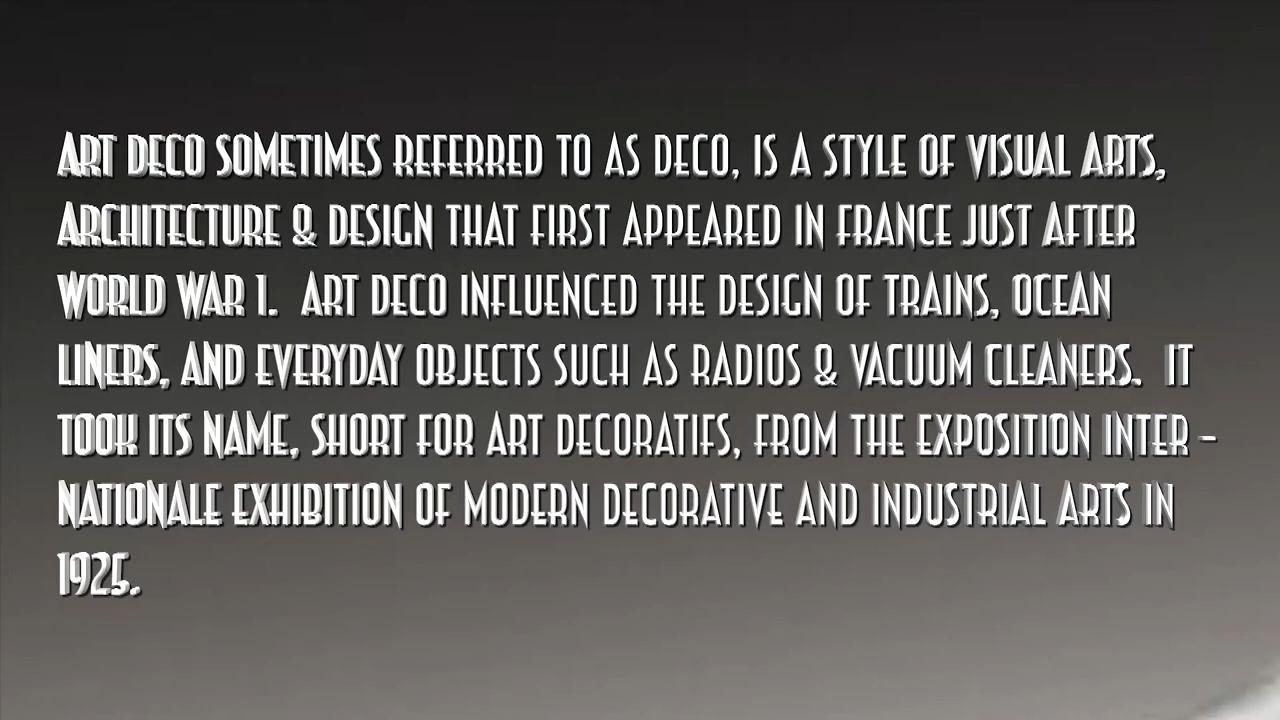 ART DECO SOMETIMES REFERRED TO AS DECO, IS A STYLE OF VISUAL ARTS,
ARCHITECTURE & DESIGN THAT FIRST APPEARED IN FRANCE JUST AFTER
WORLD WAR 1.  ART DECO INFLUENCED THE DESIGN OF TRAINS, OCEAN
LINERS, AND EVERYDAY OBJECTS SUCH AS RADIOS & VACUUM CLEANERS.  IT
TOOK ITS NAME, SHORT FOR ART DECORATIFS, FROM THE EXPOSITION INTER –
NATIONALE EXHIBITION OF MODERN DECORATIVE AND INDUSTRIAL ARTS IN
1925.